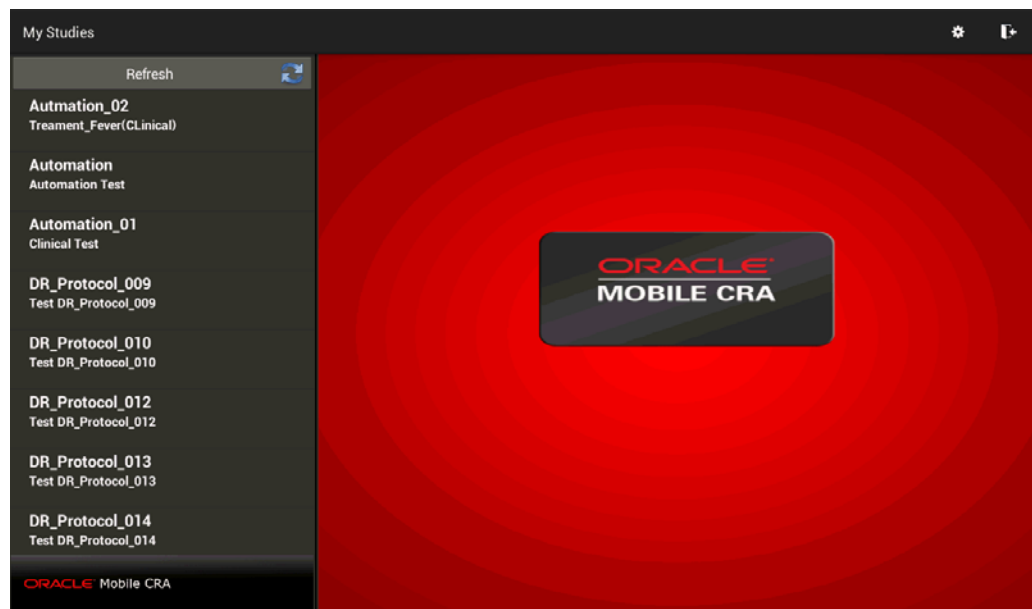 My Studies
Refresh
Autmation_02
Treament_Fever(CLinical)
Automation
Automation Test
Automation_01
Clinical Test
DR_Protocol_009
Test DR_Protocol_009
DR_Protocol_010
Test DR_Protocol_010
DR_Protocol_012
Test DR_Protocol_012
DR_Protocol_013
Test DR_Protocol_013
DR_Protocol_014
Test DR_Protocol_014
ORACLE Mobile CRA
ORACLE
MOBILE CRA